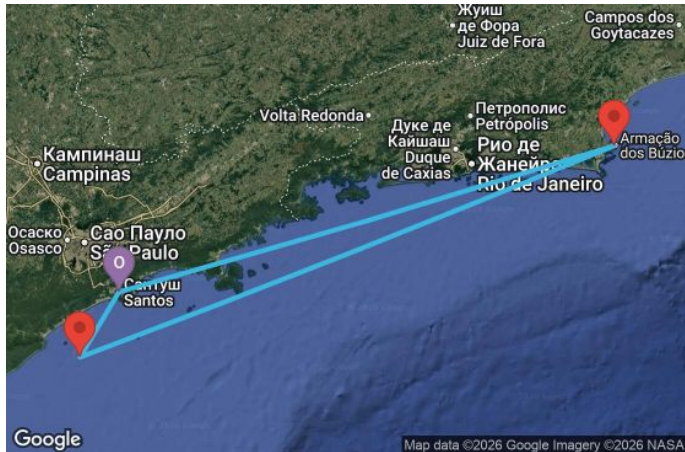 Жуиш
де Фора
Juiz de Fora
Campos dos
Goytacazes
Volta Redonda
Петрополис
Petrópolis
Дуке де
Кайшаш
Duque
de Caxias
Рио де
Жанейро
Rio de Janeiro
Armação
dos Búzio
Кампинаш
Campinas
Осаско
Osasco
Сао Пауло
São Paulo
O
Сантуш
Santos
Google
Map data ©2026 Google Imagery ©2026 NASA